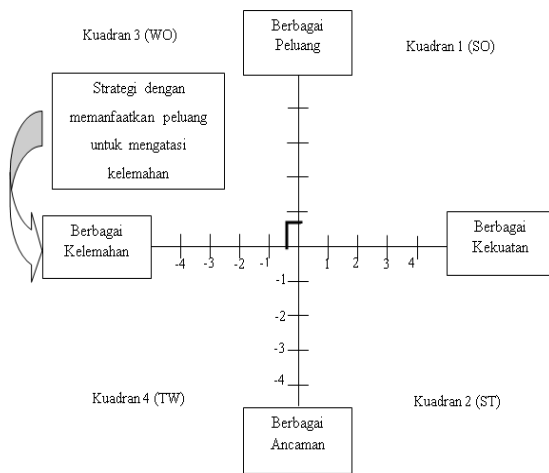 Kuadran 3 (WO)
Berbagai
Peluang
Kuadran 1 (SO)
Strategi dengan
memanfaatkan peluang
untuk mengatasi
kelemahan
Berbagai
Kelemahan
Berbagai
Kekuatan
-4 -3 -2 -1 1 2 3 4
-1
-2
-3
-4
Kuadran 4 (TW)
Berbagai
Ancaman
Kuadran 2 (ST)